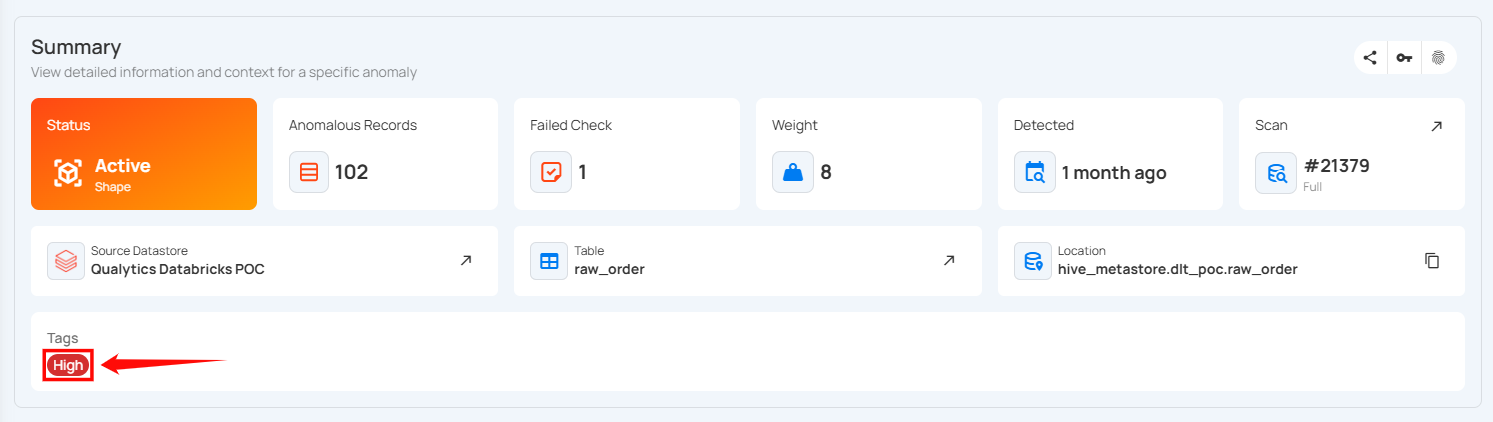 Summary
View detailed information and context for a specific anomaly
Status
Active
Shape
Anomalous Records
102
Failed Check
1
Weight
8
Detected
1 month ago
Scan
#21379
Full
Source Datastore
Qualytics Databricks POC
Table
raw_order
Location
hive_metastore.dlt_poc.raw_order
Tags
High